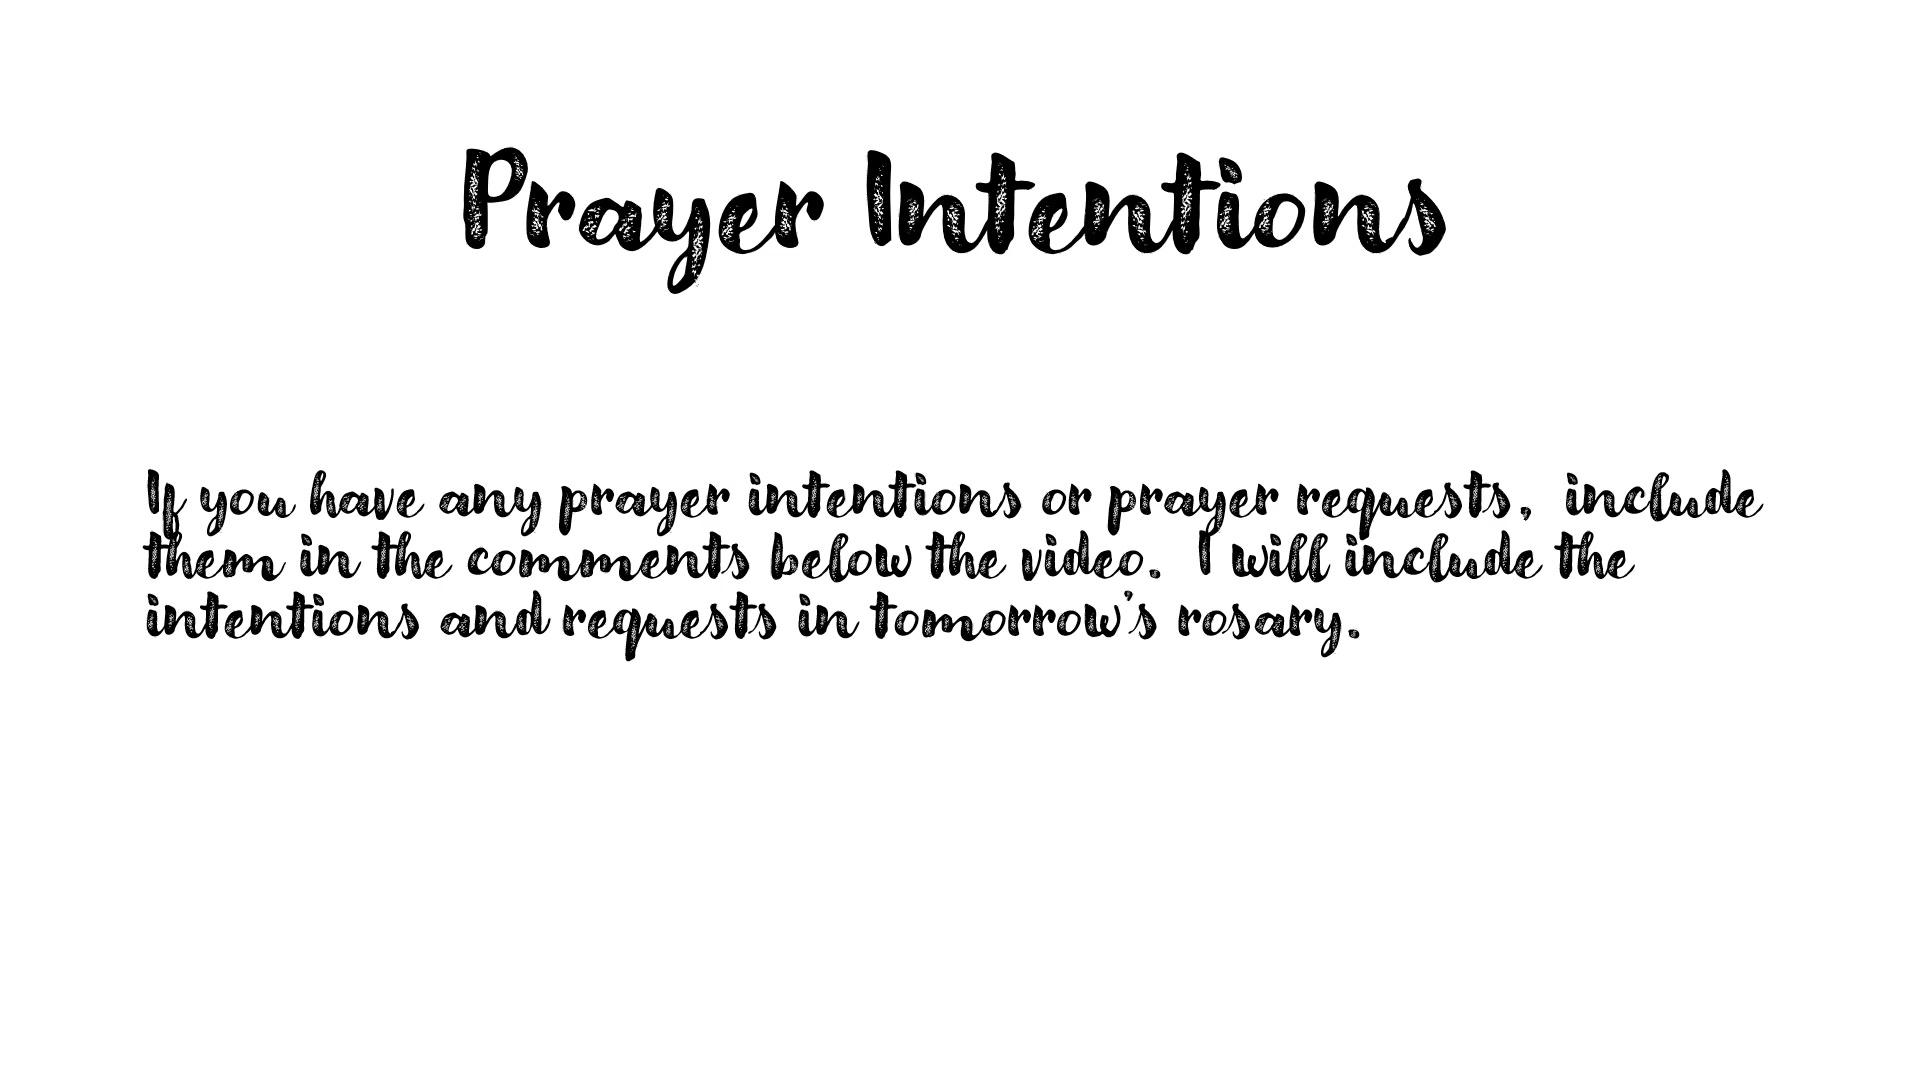 Prayer Intentions
If you have any prayer intentions or prayer requests,  include
them in the comments below the video.  I will include the
intentions and requests in tomorrow's rosary.